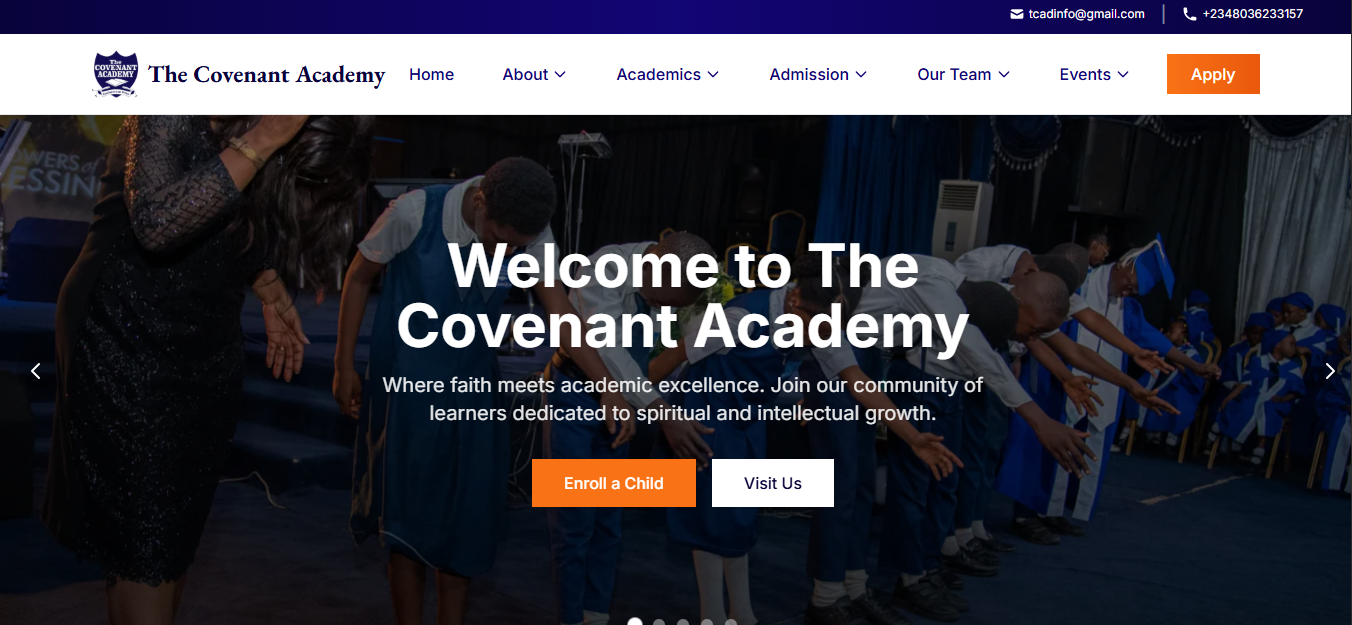 tcadinfo@gmail.com | +2348036233157
The
COVENANT
ACADEMY
The Covenant Academy
Home
About
Academics
Admission
Our Team
Events
Apply
Welcome to The
Covenant Academy
Where faith meets academic excellence. Join our community of
learners dedicated to spiritual and intellectual growth.
Enroll a Child
Visit Us